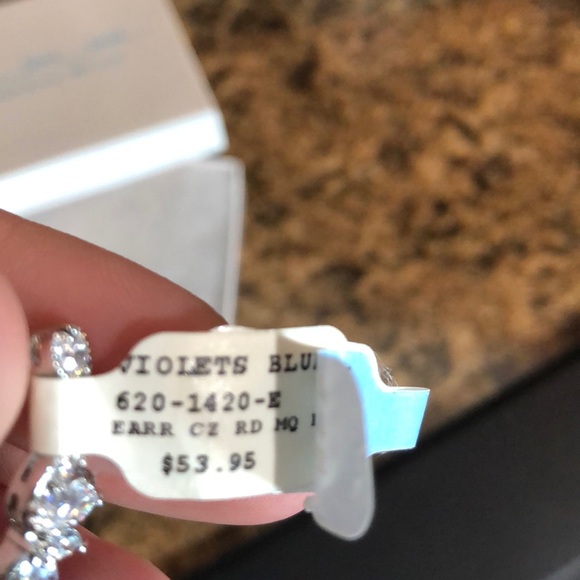 VIOLETS BLU
620-1420-E
EARR CZ RD MQ
$53.95